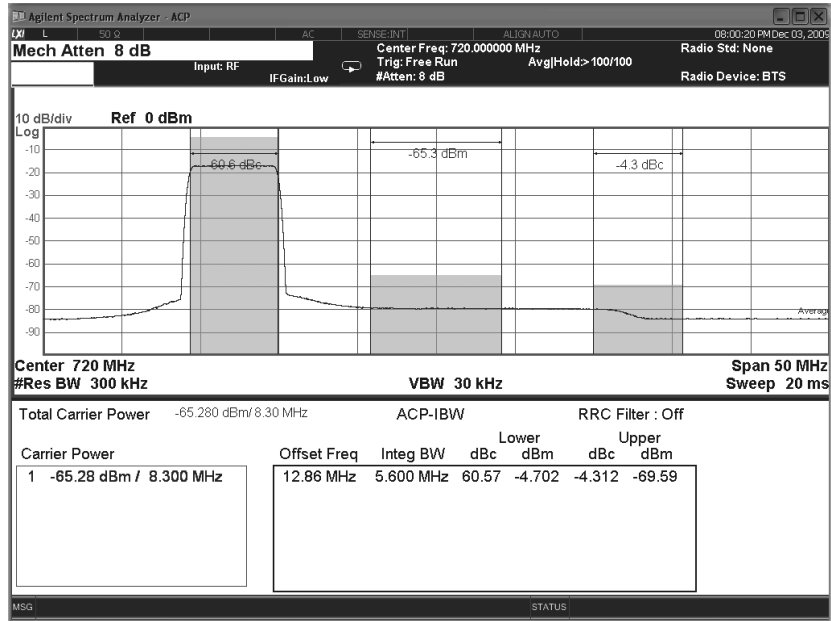 Agilent Spectrum Analyzer - ACP
LXI L 50 Ω AC SENSE:INT ALIGNAUTO 08:00:20 PM Dec 03, 2009
Mech Atten 8 dB
Center Freq: 720.000000 MHz
Radio Std: None
Input: RF
Trig: Free Run
Avg|Hold:>100/100
IFGain:Low
#Atten: 8 dB
Radio Device: BTS
10 dB/div Ref 0 dBm
Log
-10
-20
-30
-40
-50
-60
-70
-80
-90
60.6 dBc
-65.3 dBm
-4.3 dBc
Average
Center 720 MHz Span 50 MHz
#Res BW 300 kHz VBW 30 kHz Sweep 20 ms
Total Carrier Power -65.280 dBm/ 8.30 MHz ACP-IBW RRC Filter : Off
Lower Upper
Carrier Power Offset Freq Integ BW dBc dBm dBc dBm
1 -65.28 dBm / 8.300 MHz 12.86 MHz 5.600 MHz 60.57 -4.702 -4.312 -69.59
MSG STATUS